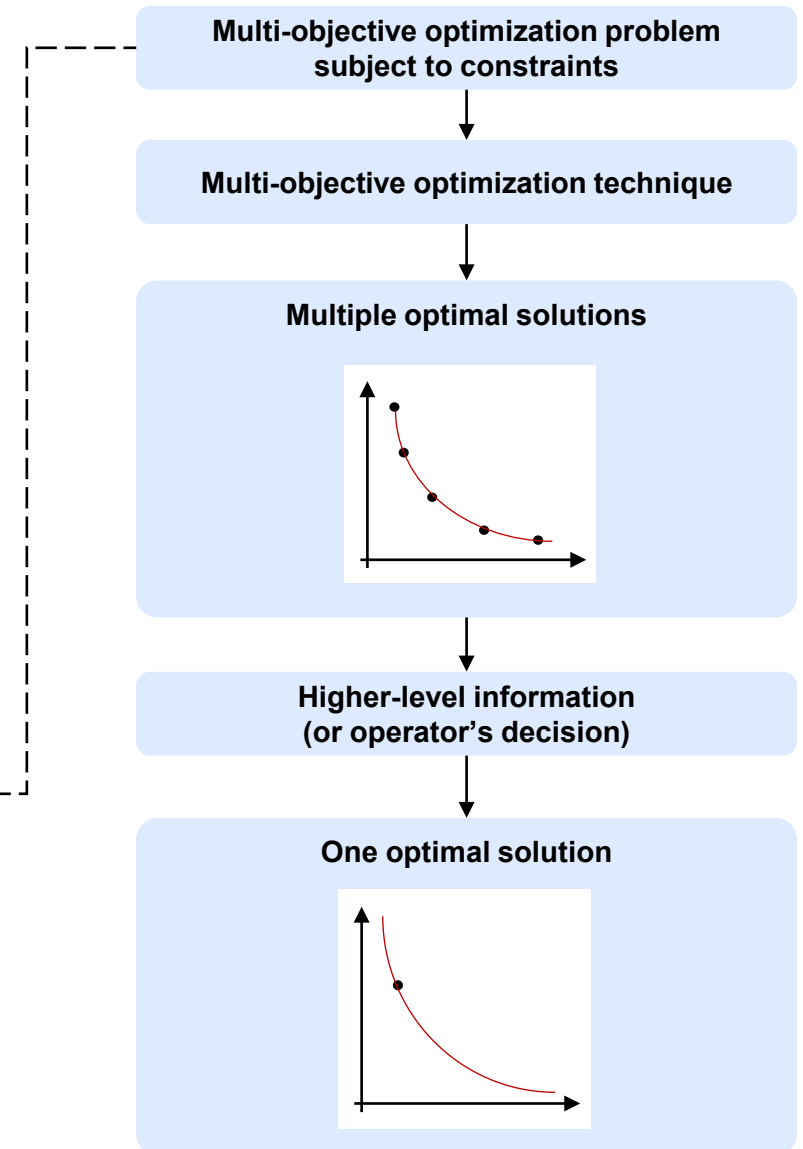 Multi-objective optimization problem
subject to constraints
Multi-objective optimization technique
Multiple optimal solutions
Higher-level information
(or operator’s decision)
One optimal solution